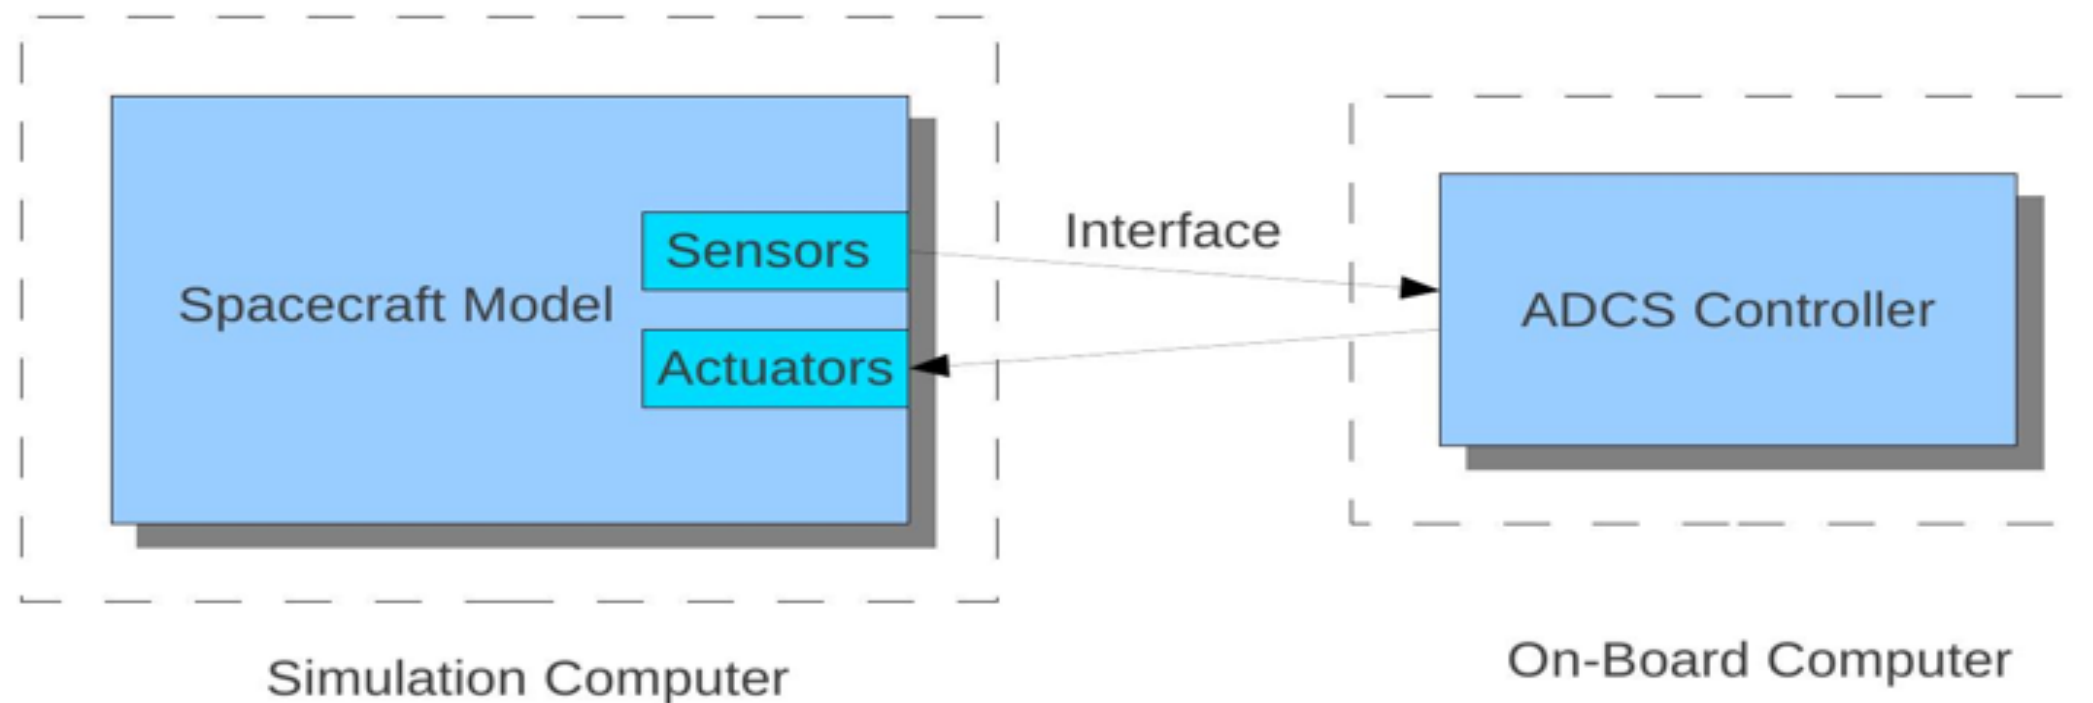 Sensors
Interface
Spacecraft Model
ADCS Controller
Actuators
Simulation Computer
On-Board Computer